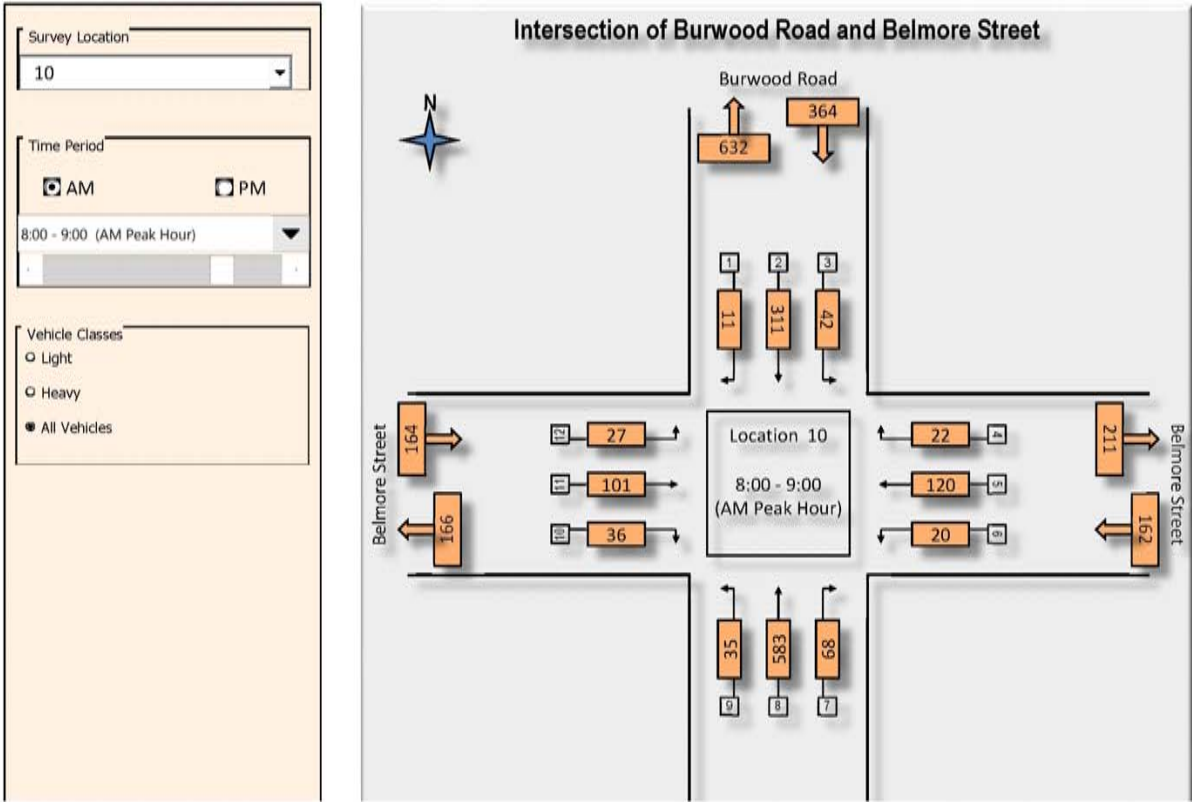 Survey Location
10
Time Period
AM
PM
8:00 - 9:00 (AM Peak Hour)
Vehicle Classes
Light
Heavy
All Vehicles
Intersection of Burwood Road and Belmore Street
Burwood Road
N
632
364
1
2
3
11
311
42
Belmore Street
164
166
12
27
11
101
10
36
Location 10
8:00 - 9:00
(AM Peak Hour)
22
4
120
5
20
6
211
162
Belmore Street
35
583
68
9
8
7